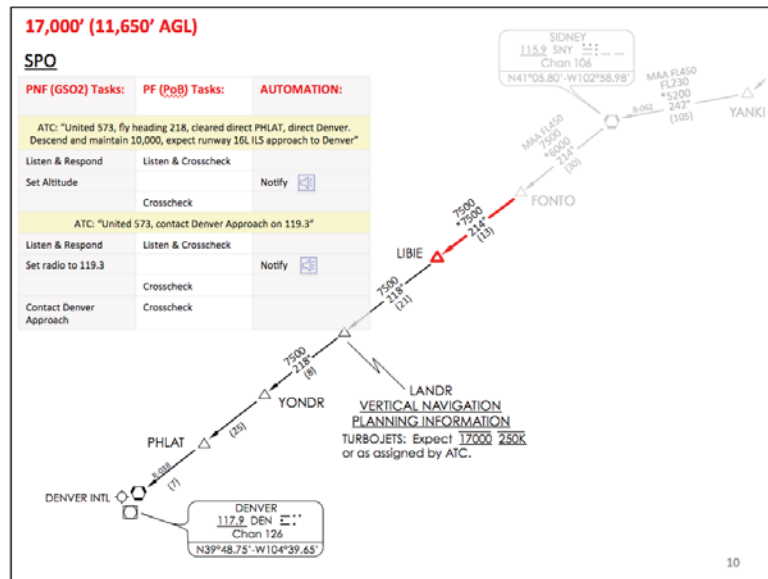 17,000' (11,650' AGL)
SPO
PNF (GSO2) Tasks: PF (PoB) Tasks: AUTOMATION:
ATC: "United 573, fly heading 218, cleared direct PHLAT, direct Denver.
Descend and maintain 10,000, expect runway 16L ILS approach to Denver"
Listen & Respond Listen & Crosscheck
Set Altitude Notify
Crosscheck
ATC: "United 573, contact Denver Approach on 119.3"
Listen & Respond Listen & Crosscheck
Set radio to 119.3 Notify
Crosscheck
Contact Denver Crosscheck
Approach
SIDNEY
115.9 SNY
Chan 106
N41°05.80'-W102°58.98'
MAA FL450
FL230
*5200
242°
(105)
R-062
YANKI
MAA FL450
7500
*6000
214°
(30)
FONTO
7500
*7500
214°
(13)
LIBIE
7500
218°
(21)
LANDR
VERTICAL NAVIGATION
PLANNING INFORMATION
TURBOJETS: Expect 17000 250K
or as assigned by ATC.
7500
218°
(8)
YONDR
(25)
PHLAT
R-038
(7)
DENVER INTL
DENVER
117.9 DEN
Chan 126
N39°48.75'-W104°39.65'
10